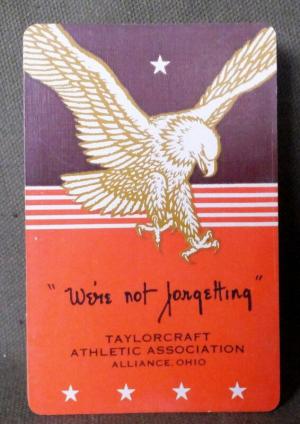 "We're not forgetting"
TAYLORCRAFT
ATHLETIC ASSOCIATION
ALLIANCE, OHIO